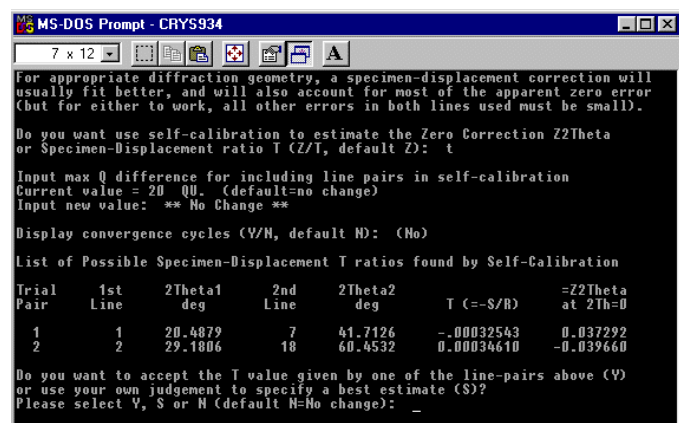 MS-DOS Prompt - CRYS934
7 x 12 A
For appropriate diffraction geometry, a specimen-displacement correction will
usually fit better, and will also account for most of the apparent zero error
(but for either to work, all other errors in both lines used must be small).
Do you want use self-calibration to estimate the Zero Correction Z2Theta
or Specimen-Displacement ratio T (Z/T, default Z): t
Input max Q difference for including line pairs in self-calibration
Current value = 20 QU. (default=no change)
Input new value: ** No Change **
Display convergence cycles (Y/N, default N): (No)
List of Possible Specimen-Displacement T ratios found by Self-Calibration
Trial 1st 2Theta1 2nd 2Theta2 =Z2Theta
Pair Line deg Line deg T (=-S/R) at 2Th=0
1 1 20.4879 7 41.7126 -.00032543 0.037292
2 2 29.1806 18 60.4532 0.00034610 -0.039660
Do you want to accept the T value given by one of the line-pairs above (Y)
or use your own judgement to specify a best estimate (S)?
Please select Y, S or N (default N=No change): _